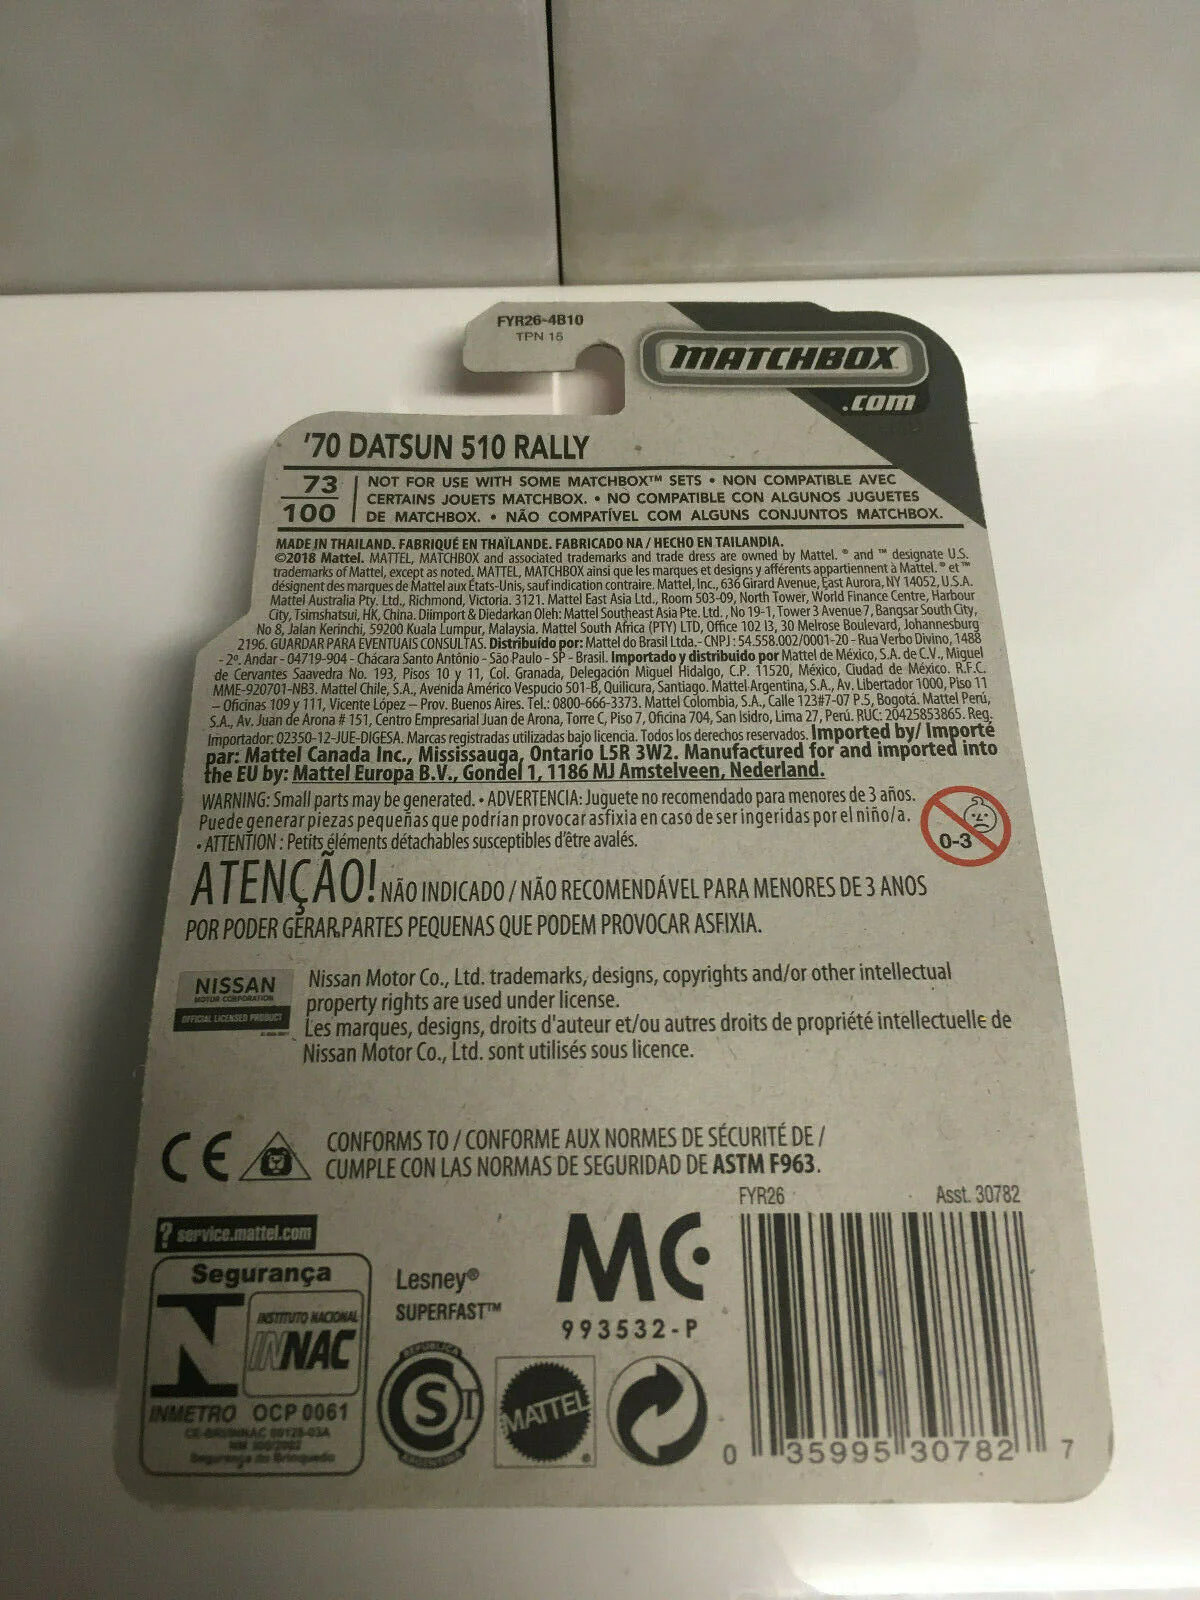 FYR26-4B10
TPN 15
MATCHBOX
.com
'70 DATSUN 510 RALLY
73
100
NOT FOR USE WITH SOME MATCHBOX™ SETS • NON COMPATIBLE AVEC
CERTAINS JOUETS MATCHBOX. • NO COMPATIBLE CON ALGUNOS JUGUETES
DE MATCHBOX. • NÃO COMPATÍVEL COM ALGUNS CONJUNTOS MATCHBOX.
MADE IN THAILAND. FABRIQUÉ EN THAÏLANDE. FABRICADO NA / HECHO EN TAILANDIA.
©2018 Mattel. MATTEL, MATCHBOX and associated trademarks and trade dress are owned by Mattel. ® and ™ designate U.S.
trademarks of Mattel, except as noted. MATTEL, MATCHBOX ainsi que les marques et designs y afférents appartiennent à Mattel. ® et ™
désignent des marques de Mattel aux États-Unis, sauf indication contraire. Mattel, Inc., 636 Girard Avenue, East Aurora, NY 14052, U.S.A.
Mattel Australia Pty. Ltd., Richmond, Victoria. 3121. Mattel East Asia Ltd., Room 503-09, North Tower, World Finance Centre, Harbour
City, Tsimshatsui, HK, China. Diimport & Diedarkan Oleh: Mattel Southeast Asia Pte. Ltd., No 19-1, Tower 3 Avenue 7, Bangsar South City,
No 8, Jalan Kerinchi, 59200 Kuala Lumpur, Malaysia. Mattel South Africa (PTY) LTD, Office 102 I3, 30 Melrose Boulevard, Johannesburg
2196. GUARDAR PARA EVENTUAIS CONSULTAS. Distribuído por: Mattel do Brasil Ltda.- CNPJ : 54.558.002/0001-20 - Rua Verbo Divino, 1488
- 2º. Andar - 04719-904 - Chácara Santo Antônio - São Paulo - SP - Brasil. Importado y distribuido por Mattel de México, S.A. de C.V., Miguel
de Cervantes Saavedra No. 193, Pisos 10 y 11, Col. Granada, Delegación Miguel Hidalgo, C.P. 11520, México, Ciudad de México. R.F.C.
MME-920701-NB3. Mattel Chile, S.A., Avenida Américo Vespucio 501-B, Quilicura, Santiago. Mattel Argentina, S.A., Av. Libertador 1000, Piso 11
– Oficinas 109 y 111, Vicente López – Prov. Buenos Aires. Tel.: 0800-666-3373. Mattel Colombia, S.A., Calle 123#7-07 P.5, Bogotá. Mattel Perú,
S.A., Av. Juan de Arona # 151, Centro Empresarial Juan de Arona, Torre C, Piso 7, Oficina 704, San Isidro, Lima 27, Perú. RUC: 20425853865. Reg.
Importador: 02350-12-JUE-DIGESA. Marcas registradas utilizadas bajo licencia. Todos los derechos reservados. Imported by/ Importé
par: Mattel Canada Inc., Mississauga, Ontario L5R 3W2. Manufactured for and imported into
the EU by: Mattel Europa B.V., Gondel 1, 1186 MJ Amstelveen, Nederland.
WARNING: Small parts may be generated. • ADVERTENCIA: Juguete no recomendado para menores de 3 años.
Puede generar piezas pequeñas que podrían provocar asfixia en caso de ser ingeridas por el niño/a.
• ATTENTION : Petits éléments détachables susceptibles d'être avalés.
0-3
ATENÇÃO! NÃO INDICADO / NÃO RECOMENDÁVEL PARA MENORES DE 3 ANOS
POR PODER GERAR PARTES PEQUENAS QUE PODEM PROVOCAR ASFIXIA.
NISSAN
MOTOR CORPORATION
OFFICIAL LICENSED PRODUCT
Nissan Motor Co., Ltd. trademarks, designs, copyrights and/or other intellectual
property rights are used under license.
Les marques, designs, droits d'auteur et/ou autres droits de propriété intellectuelle de
Nissan Motor Co., Ltd. sont utilisés sous licence.
CE
CONFORMS TO / CONFORME AUX NORMES DE SÉCURITÉ DE /
CUMPLE CON LAS NORMAS DE SEGURIDAD DE ASTM F963.
FYR26 Asst. 30782
? service.mattel.com
Segurança
INSTITUTO NACIONAL
INNAC
INMETRO OCP 0061
CE-BRI/INNAC 00128-03A
NM 300/2002
Segurança do Brinquedo
Lesney®
SUPERFAST™
MC
993532-P
REPUBLICA
S
ARGENTINA
MATTEL
0 35995 30782 7